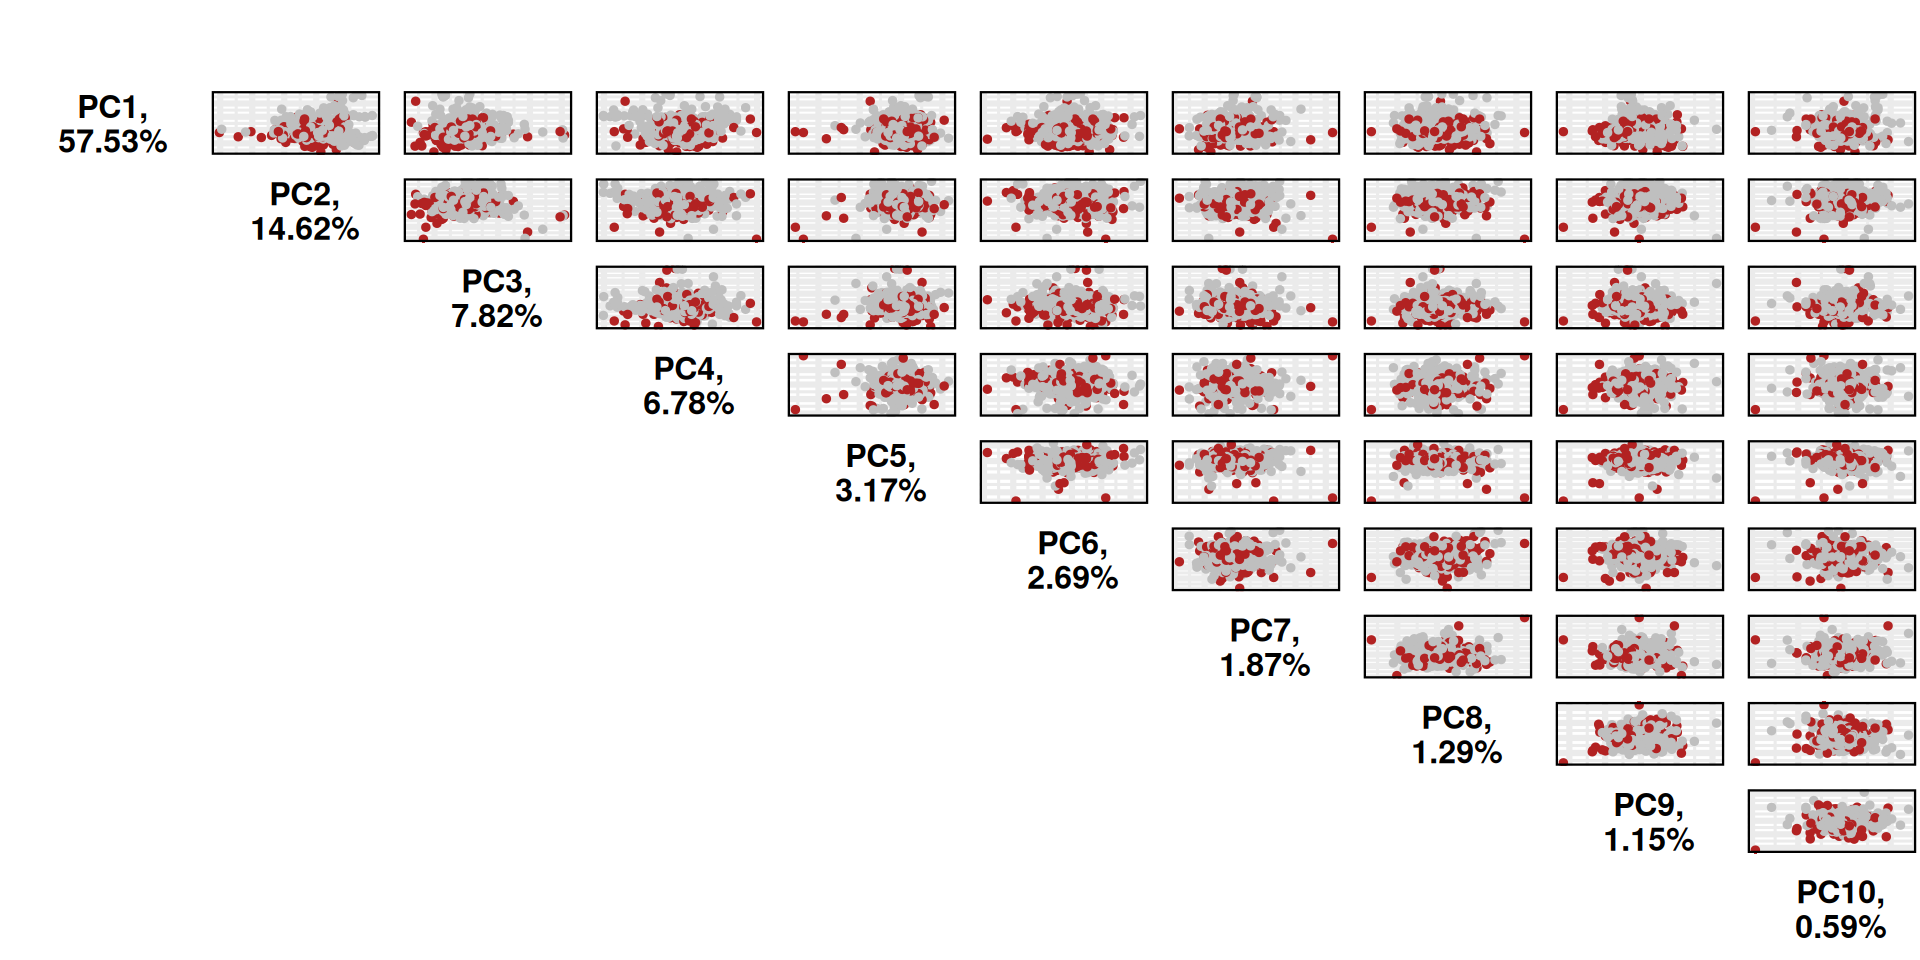 PC1,
57.53%
PC2,
14.62%
PC3,
7.82%
PC4,
6.78%
PC5,
3.17%
PC6,
2.69%
PC7,
1.87%
PC8,
1.29%
PC9,
1.15%
PC10,
0.59%